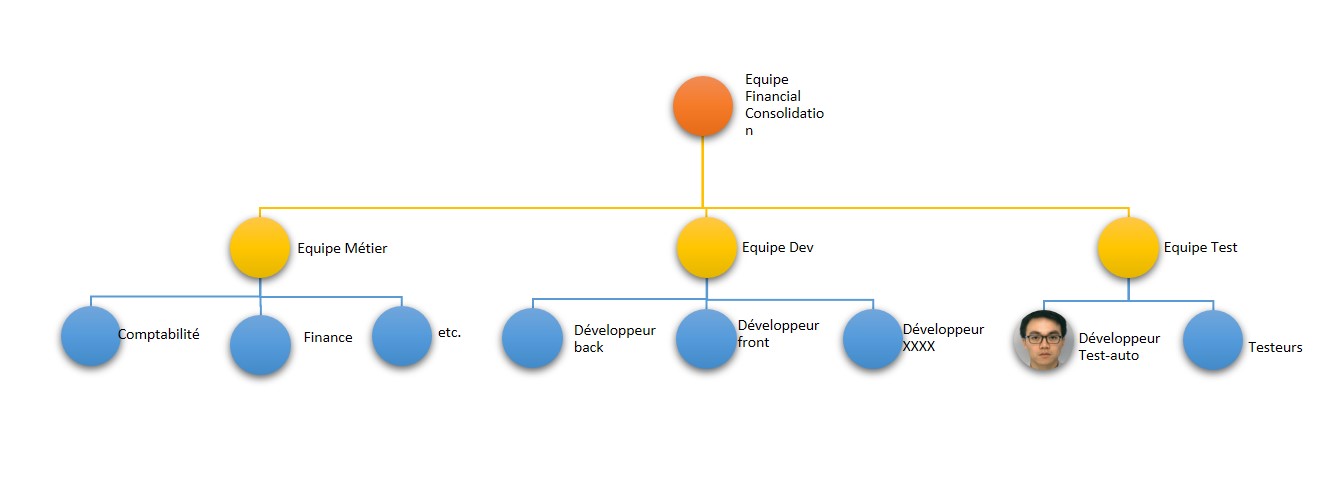 Equipe
Financial
Consolidatio
n
Equipe Métier
Equipe Dev
Equipe Test
Comptabilité
Finance
etc.
Développeur
back
Développeur
front
Développeur
XXXX
Développeur
Test-auto
Testeurs